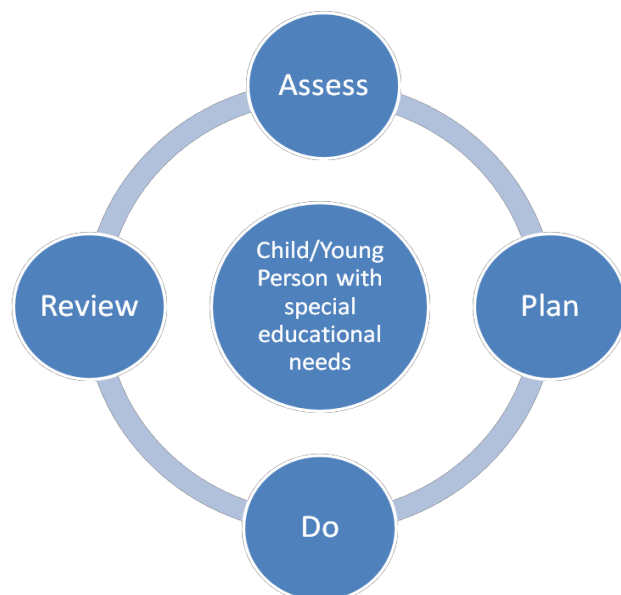 Assess
Child/Young
Person with
special
educational
needs
Review
Plan
Do